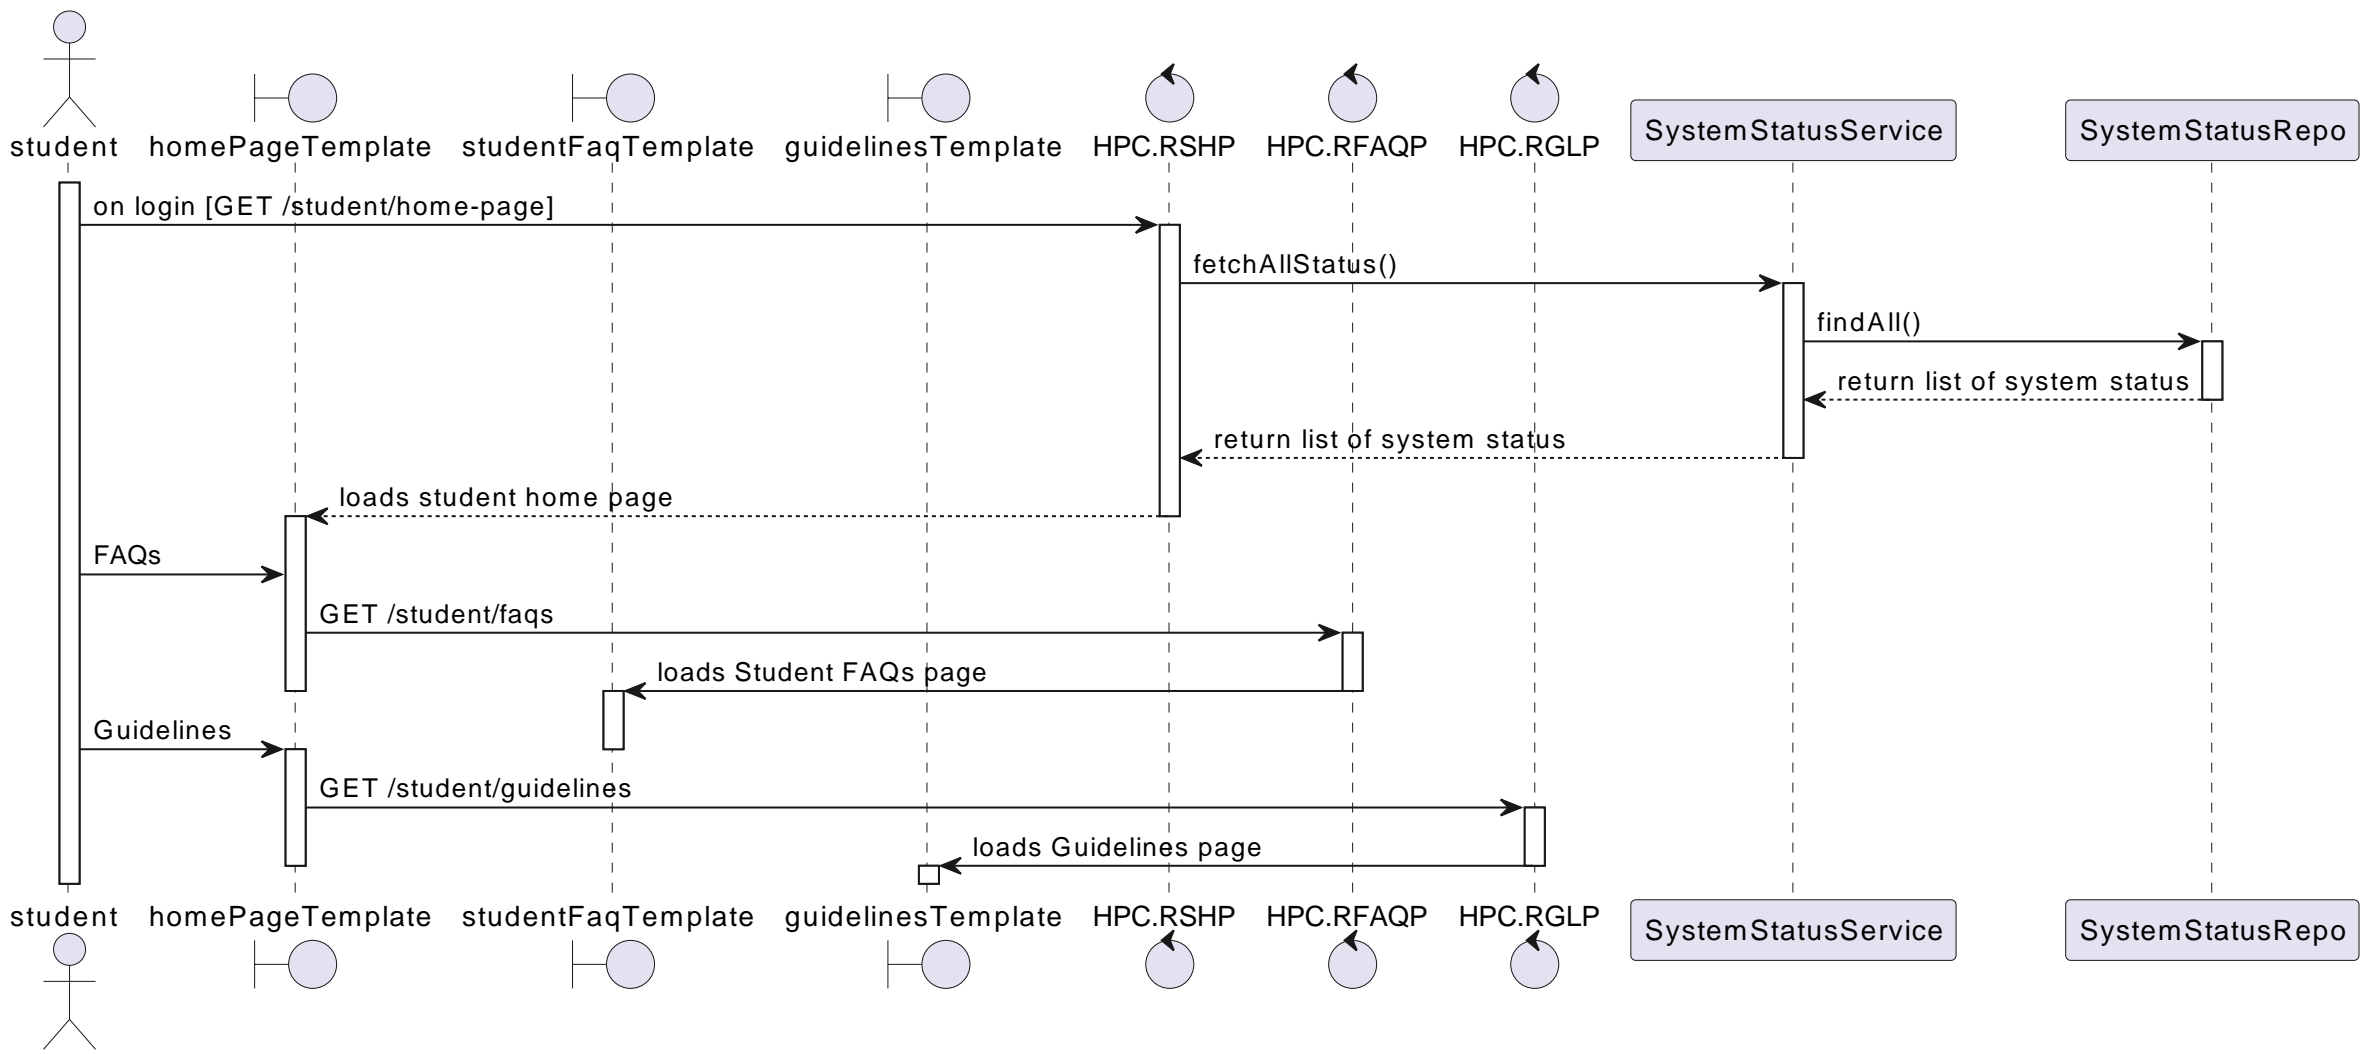 student homePageTemplate studentFaqTemplate guidelinesTemplate HPC.RSHP HPC.RFAQP HPC.RGLP SystemStatusService SystemStatusRepo
on login [GET /student/home-page]
fetchAllStatus()
findAll()
return list of system status
return list of system status
loads student home page
FAQs
GET /student/faqs
loads Student FAQs page
Guidelines
GET /student/guidelines
loads Guidelines page
student homePageTemplate studentFaqTemplate guidelinesTemplate HPC.RSHP HPC.RFAQP HPC.RGLP SystemStatusService SystemStatusRepo